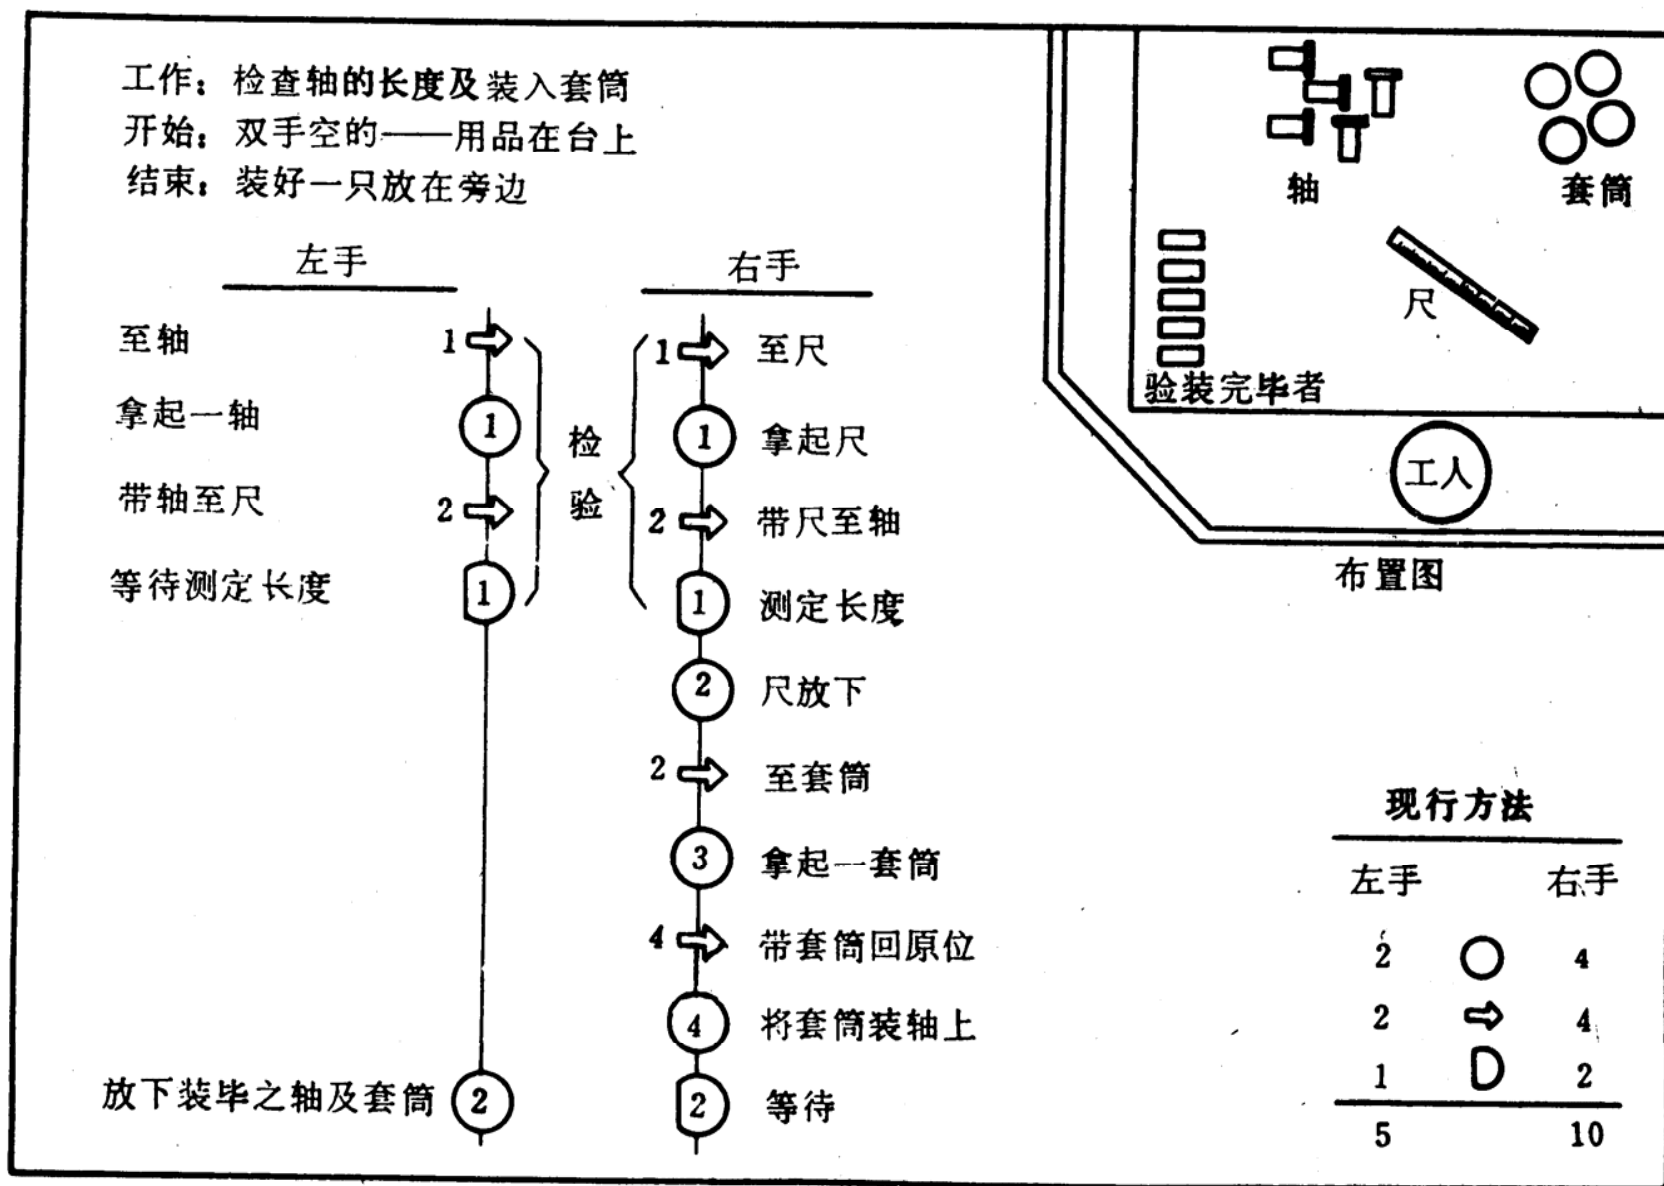 工作：检查轴的长度及装入套筒
开始：双手空的——用品在台上
结束：装好一只放在旁边
左手
右手
至轴 1
1 至尺
拿起一轴 1
1 拿起尺
检验
带轴至尺 2
2 带尺至轴
等待测定长度 1
1 测定长度
2 尺放下
2 至套筒
3 拿起一套筒
4 带套筒回原位
4 将套筒装轴上
放下装毕之轴及套筒 2
2 等待
轴
套筒
尺
验装完毕者
工人
布置图
现行方法
左手 右手
2 4
2 4
1 2
5 10